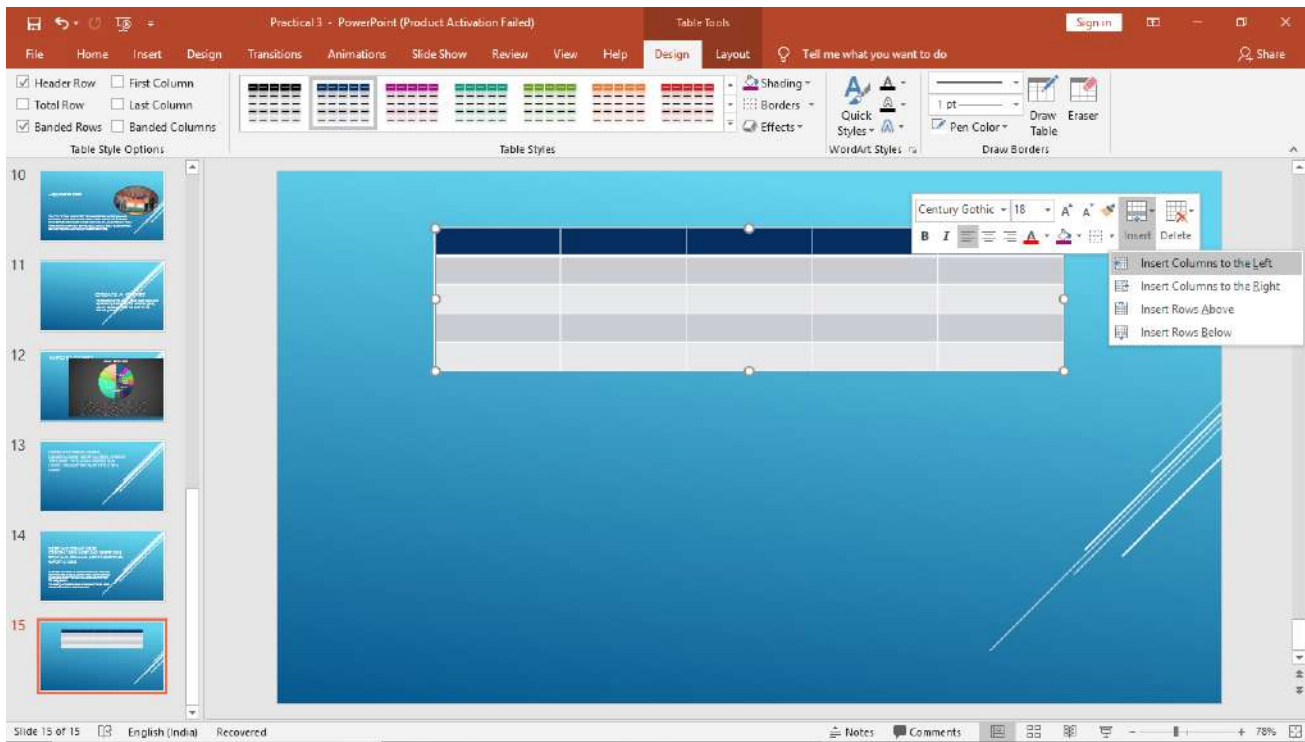 Practical 3 - PowerPoint (Product Activation Failed)
Table Tools
Sign in
File Home Insert Design Transitions Animations Slide Show Review View Help Design Layout Tell me what you want to do
Share
Header Row First Column
Total Row Last Column
Banded Rows Banded Columns
Table Style Options
Table Styles
Shading
Borders
Effects
Quick
Styles
WordArt Styles
1 pt
Pen Color
Draw
Table
Eraser
Draw Borders
10
11
CREATE A CHART
12
13
14
15
Century Gothic 18 A A
B I A Insert Delete
Insert Columns to the Left
Insert Columns to the Right
Insert Rows Above
Insert Rows Below
Slide 15 of 15 English (India) Recovered
Notes Comments 78%